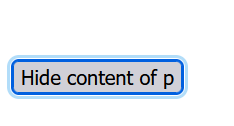 Hide content of p